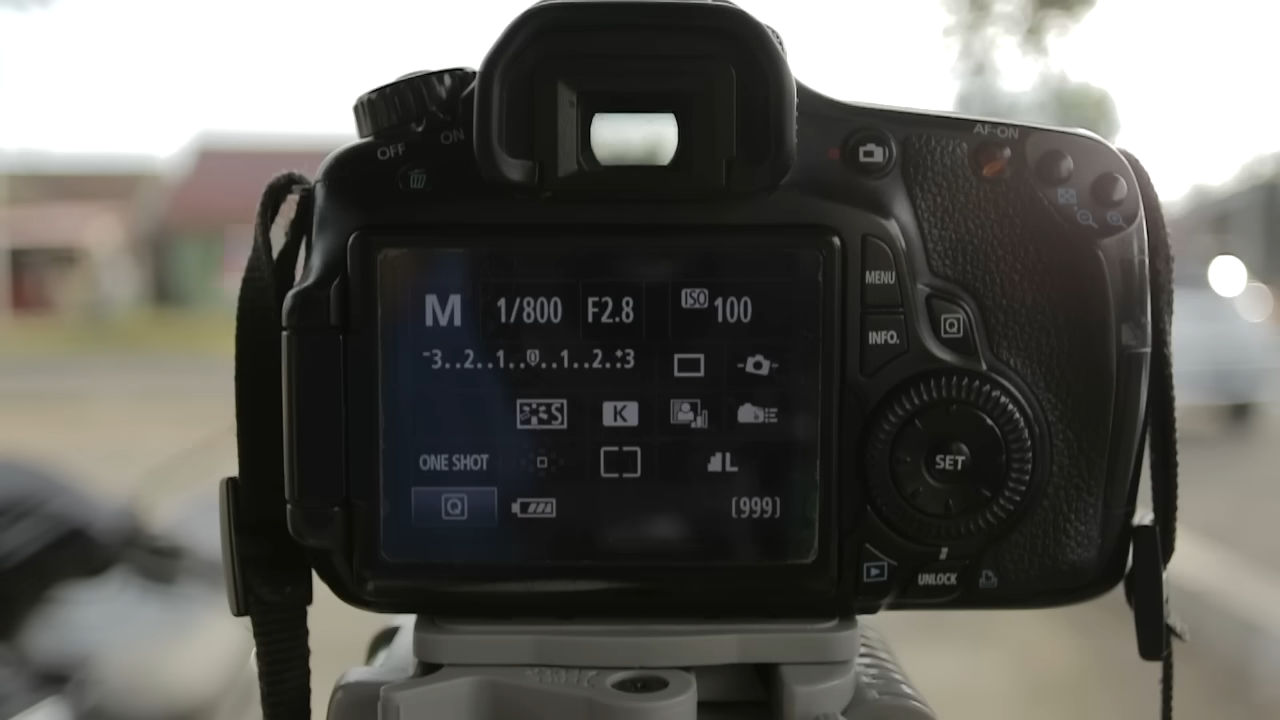 OFF ON
AF-ON
MENU
INFO.
Q
M 1/800 F2.8 ISO 100
-3..2..1..0..1..2..+3
S K
ONE SHOT L
Q [999]
SET
UNLOCK